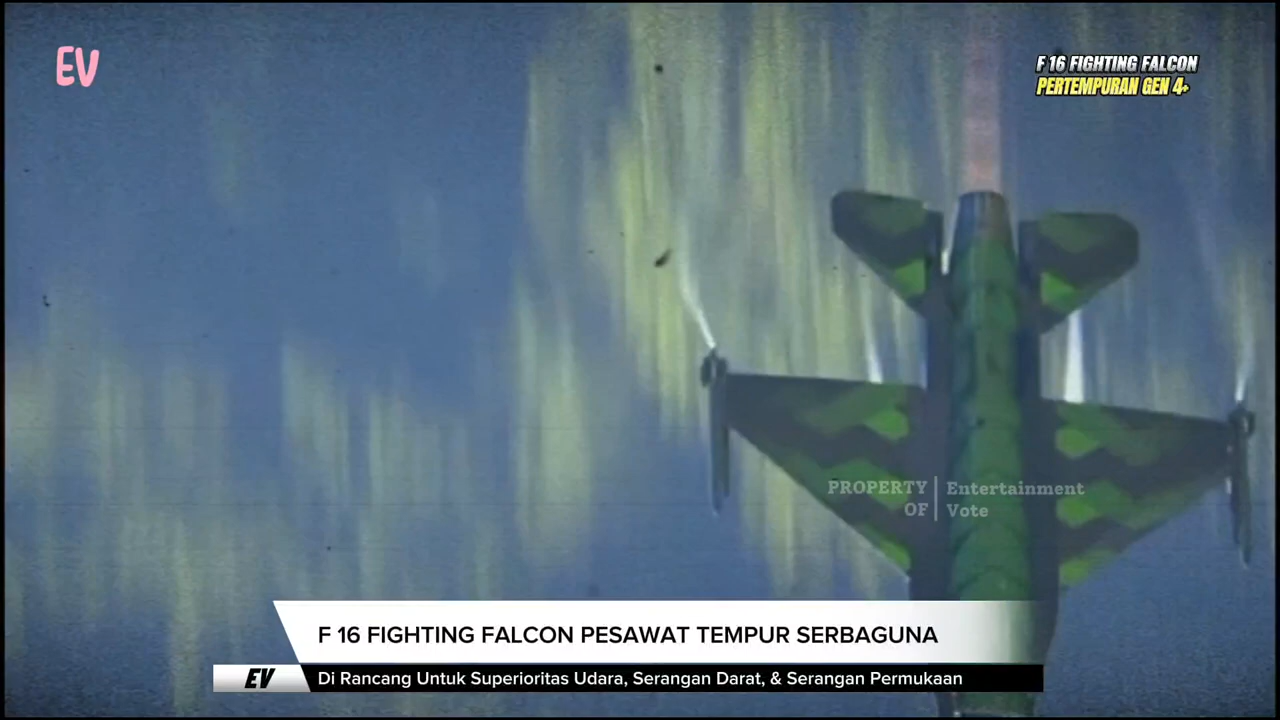 EV
F 16 FIGHTING FALCON
PERTEMPURAN GEN 4+
PROPERTY OF
Entertainment Vote
F 16 FIGHTING FALCON PESAWAT TEMPUR SERBAGUNA
EV
Di Rancang Untuk Superioritas Udara, Serangan Darat, & Serangan Permukaan